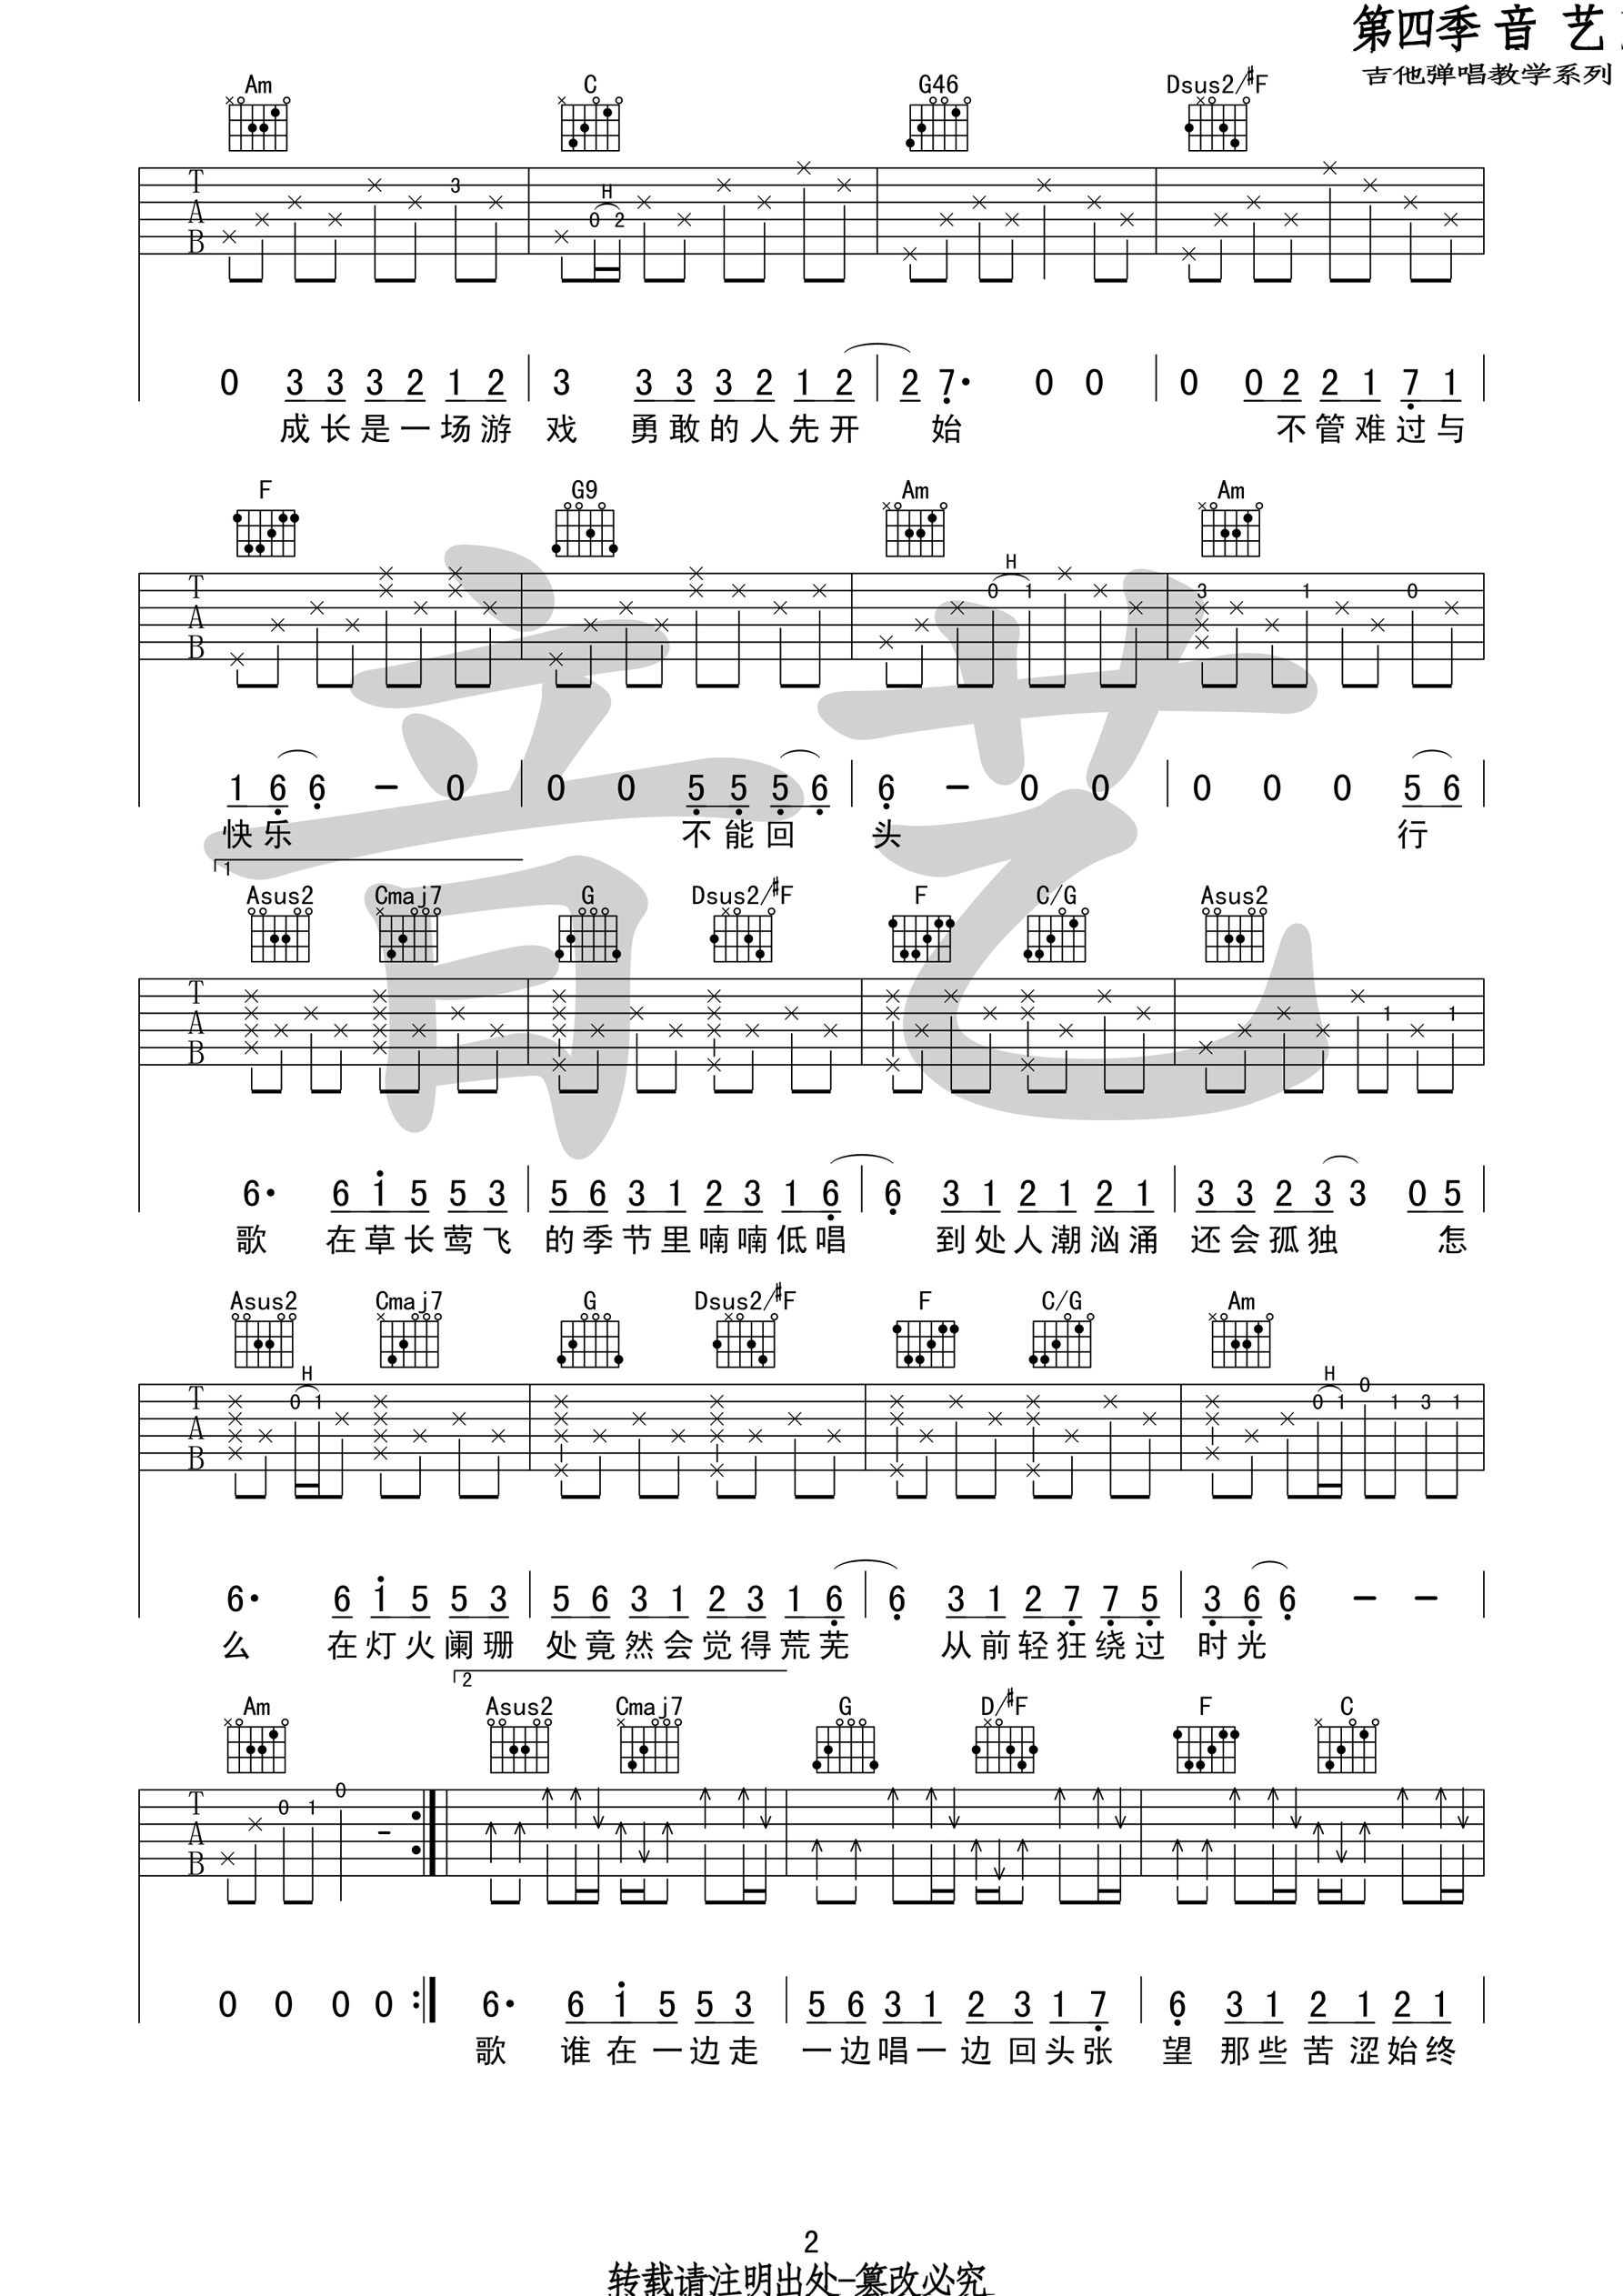 第四季 音 艺
吉他弹唱教学系列
Am C G46 Dsus2/#F
T A B 3 H 0 2
0 3 3 3 2 1 2 | 3 3 3 3 2 1 2 | 2 7· 0 0 | 0 0 2 2 1 7 1 |
成长是一场游 戏 勇敢的人先开 始 不管难过与
F G9 Am Am
T A B H 0 1 3 1 0
1 6 6 - 0 | 0 0 5 5 5 6 | 6 - 0 0 | 0 0 0 5 6 |
快乐 不能回 头 行
1
Asus2 Cmaj7 G Dsus2/#F F C/G Asus2
T A B 1 1
6· 6 1 5 5 3 | 5 6 3 1 2 3 1 6 | 6 3 1 2 1 2 1 | 3 3 2 3 3 0 5 |
歌 在草长莺飞 的季节里喃喃低唱 到处人潮汹涌 还会孤独 怎
Asus2 Cmaj7 G Dsus2/#F F C/G Am
T A B H 0 1 H 0 1 0 1 3 1
6· 6 1 5 5 3 | 5 6 3 1 2 3 1 6 | 6 3 1 2 7 7 5 | 3 6 6 - - |
么 在灯火阑珊 处竟然会觉得荒芜 从前轻狂绕过 时光
2
Am Asus2 Cmaj7 G D/#F F C
T A B 0 1 0 -
0 0 0 0 :| 6· 6 1 5 5 3 | 5 6 3 1 2 3 1 7 | 6 3 1 2 1 2 1 |
歌 谁在一边走 一边唱一边回头张 望 那些苦涩始终
2
转载请注明出处-篡改必究
音艺